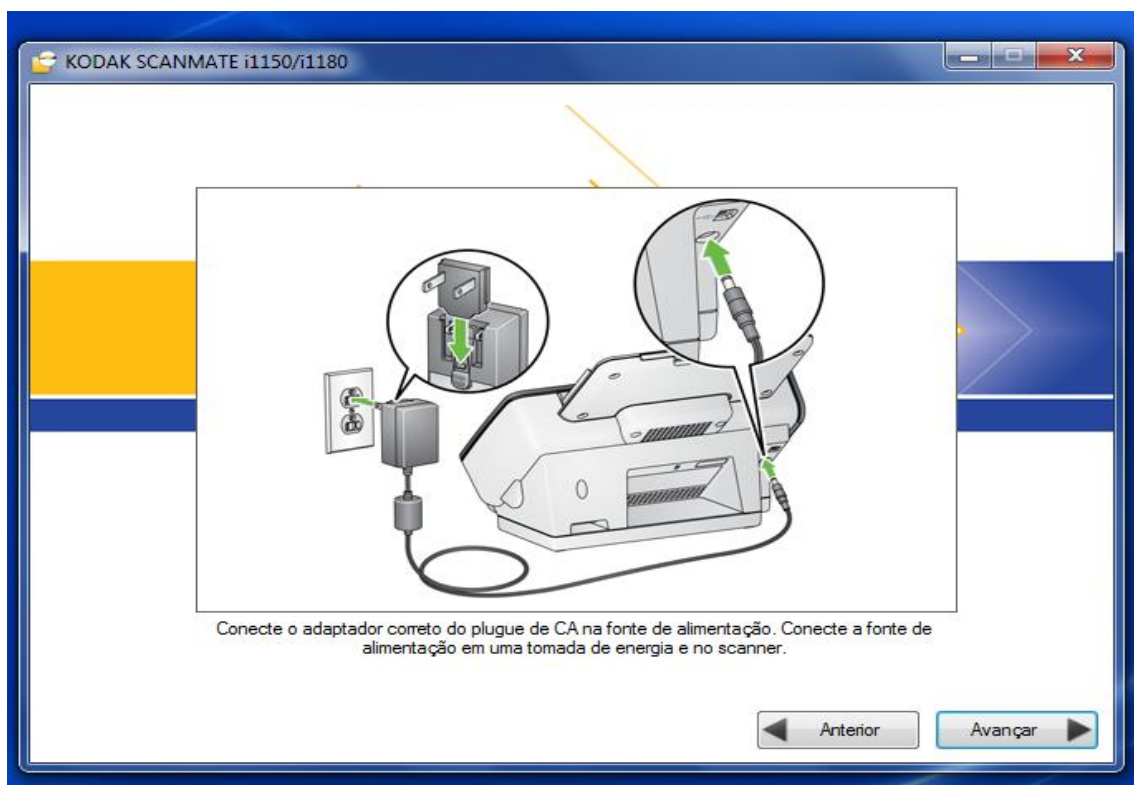 KODAK SCANMATE i1150/i1180
Conecte o adaptador correto do plugue de CA na fonte de alimentação. Conecte a fonte de
alimentação em uma tomada de energia e no scanner.
Anterior
Avançar